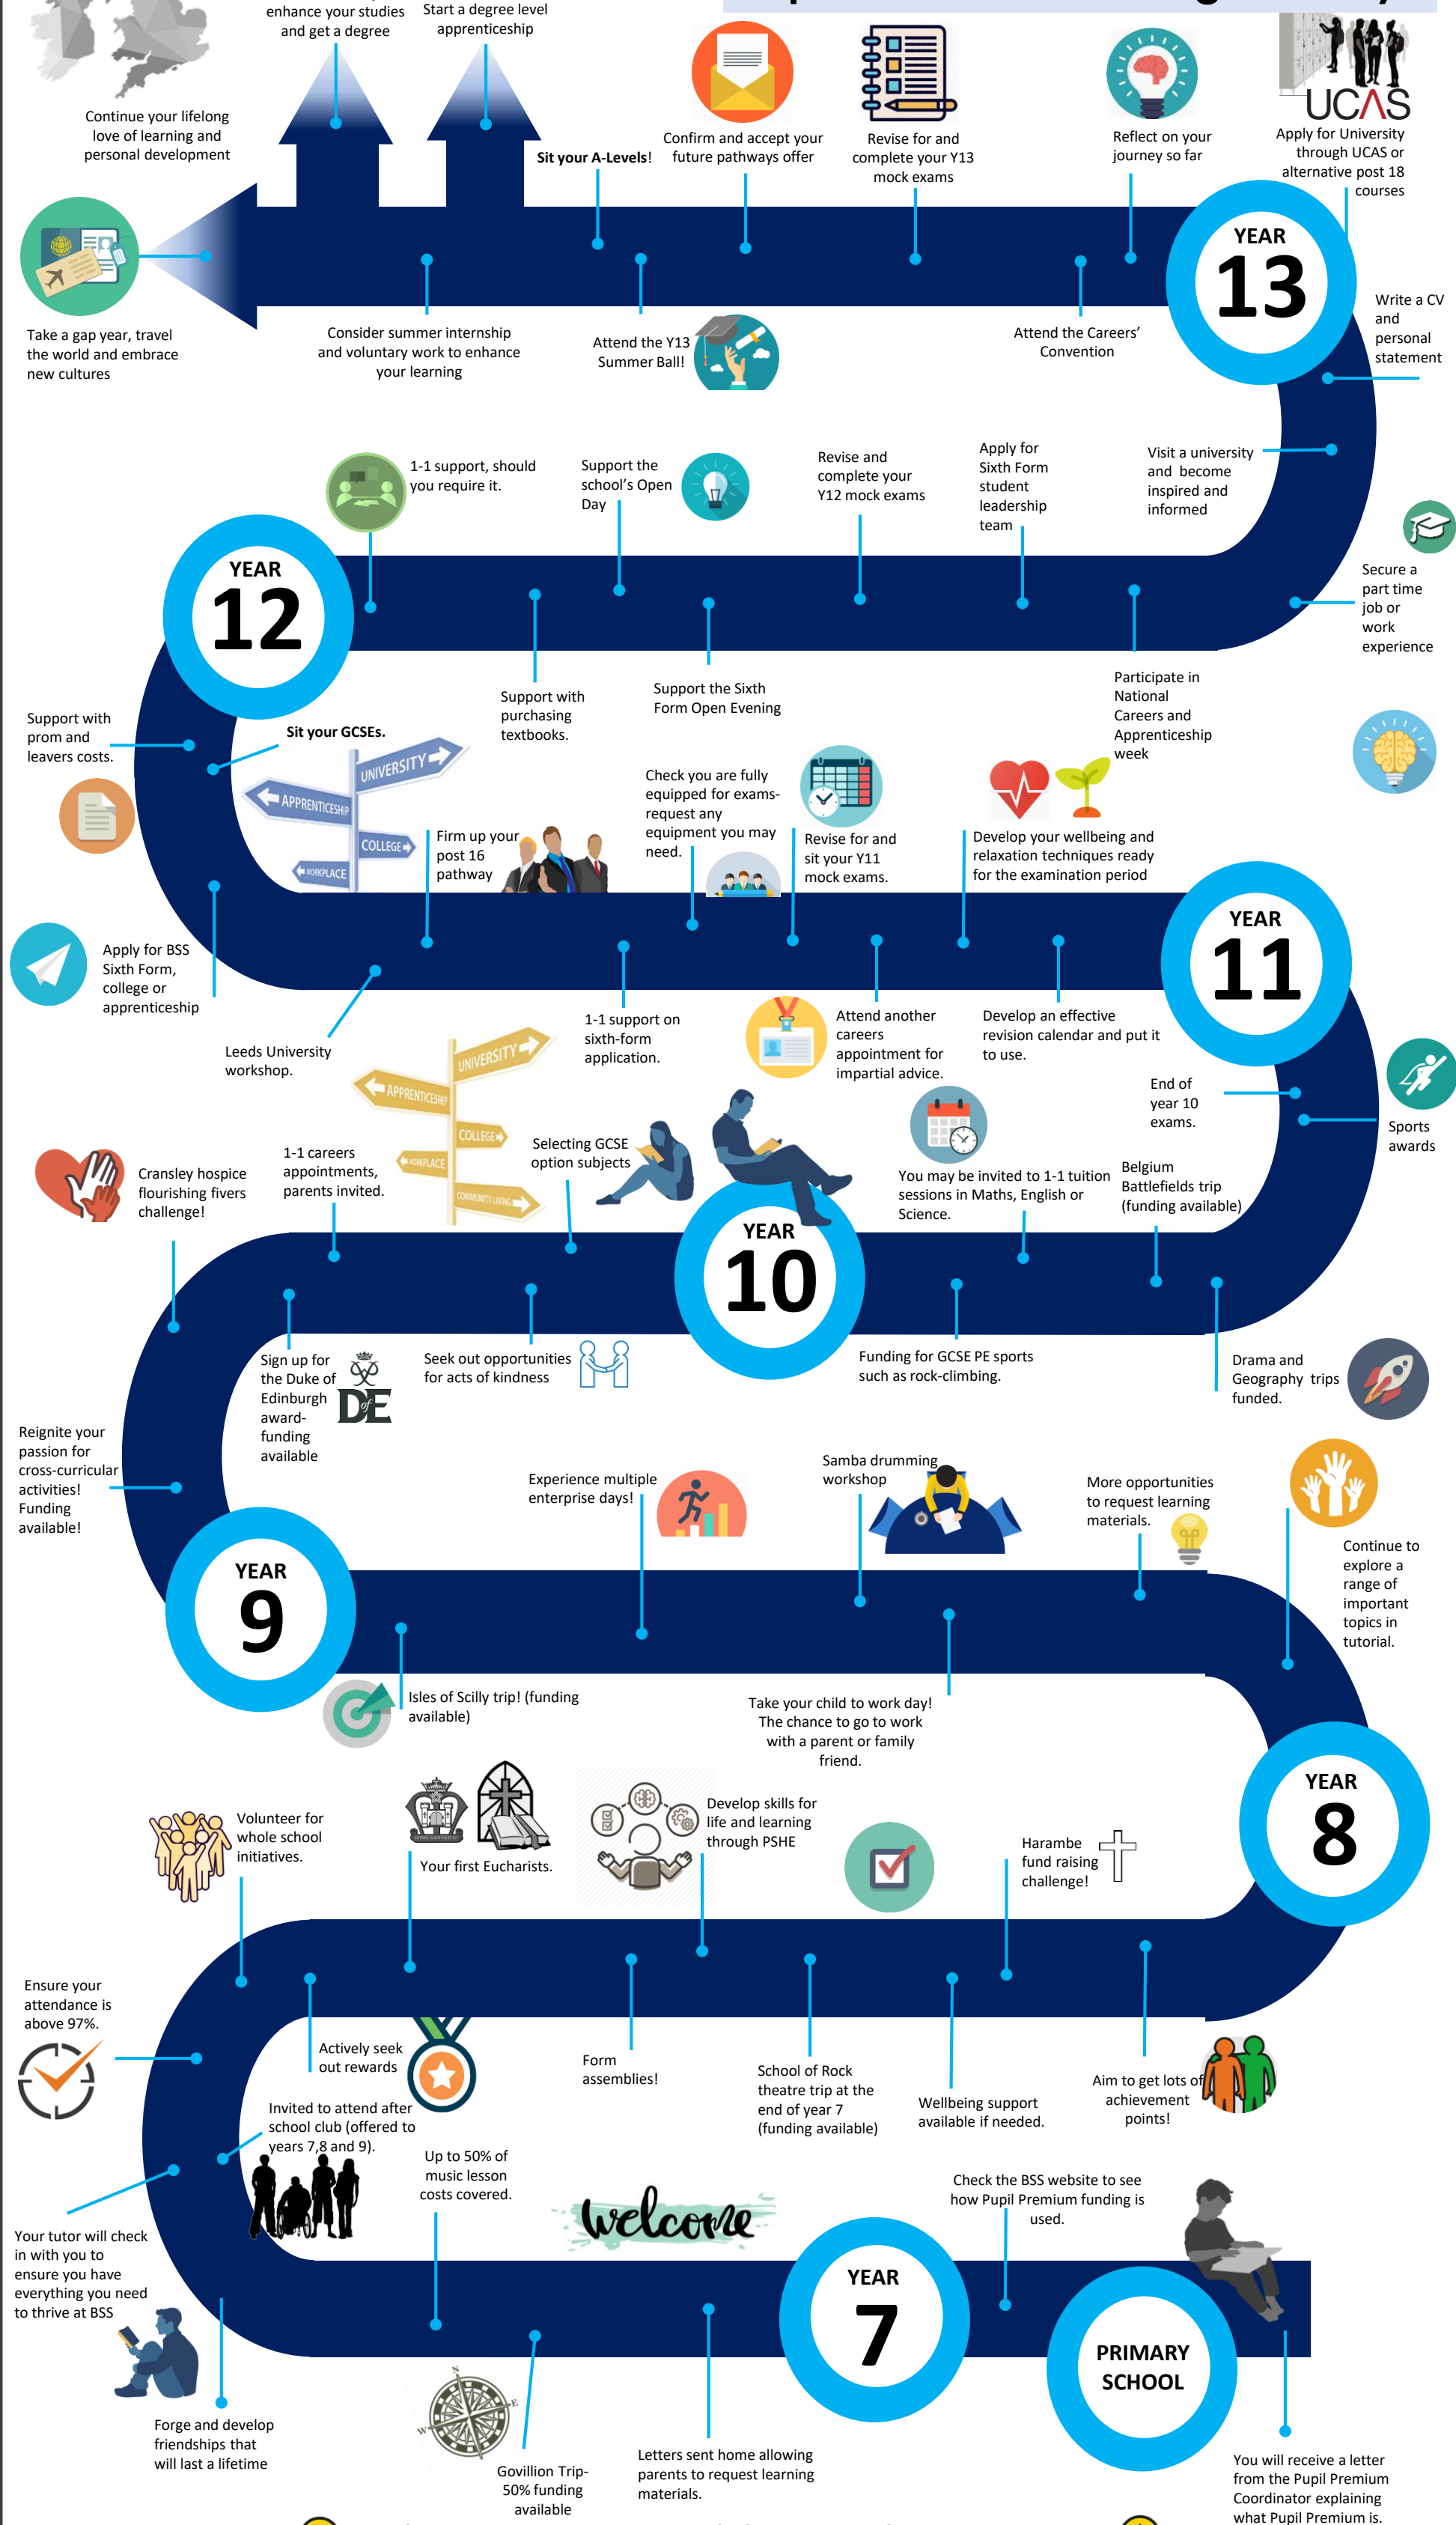 enhance your studies
and get a degree
Start a degree level
apprenticeship
Continue your lifelong
love of learning and
personal development
Sit your A-Levels!
Confirm and accept your
future pathways offer
Revise for and
complete your Y13
mock exams
Reflect on your
journey so far
UCAS
Apply for University
through UCAS or
alternative post 18
courses
YEAR
13
Take a gap year, travel
the world and embrace
new cultures
Consider summer internship
and voluntary work to enhance
your learning
Attend the Y13
Summer Ball!
Attend the Careers'
Convention
Write a CV
and
personal
statement
1-1 support, should
you require it.
Support the
school's Open
Day
Revise and
complete your
Y12 mock exams
Apply for
Sixth Form
student
leadership
team
Visit a university
and become
inspired and
informed
Secure a
part time
job or
work
experience
YEAR
12
Support with
purchasing
textbooks.
Support the Sixth
Form Open Evening
Participate in
National
Careers and
Apprenticeship
week
Support with
prom and
leavers costs.
Sit your GCSEs.
UNIVERSITY
APPRENTICESHIP
COLLEGE
WORKPLACE
Firm up your
post 16
pathway
Check you are fully
equipped for exams-
request any
equipment you may
need.
Revise for and
sit your Y11
mock exams.
Develop your wellbeing and
relaxation techniques ready
for the examination period
YEAR
11
Apply for BSS
Sixth Form,
college or
apprenticeship
Leeds University
workshop.
1-1 support on
sixth-form
application.
Attend another
careers
appointment for
impartial advice.
Develop an effective
revision calendar and put it
to use.
End of
year 10
exams.
Sports
awards
Cransley hospice
flourishing fivers
challenge!
1-1 careers
appointments,
parents invited.
UNIVERSITY
APPRENTICESHIP
COLLEGE
WORKPLACE
COMMUNITY LIVING
Selecting GCSE
option subjects
You may be invited to 1-1 tuition
sessions in Maths, English or
Science.
Belgium
Battlefields trip
(funding available)
YEAR
10
Sign up for
the Duke of
Edinburgh
award-
funding
available
DofE
Seek out opportunities
for acts of kindness
Funding for GCSE PE sports
such as rock-climbing.
Drama and
Geography trips
funded.
Reignite your
passion for
cross-curricular
activities!
Funding
available!
Experience multiple
enterprise days!
Samba drumming
workshop
More opportunities
to request learning
materials.
Continue to
explore a
range of
important
topics in
tutorial.
YEAR
9
Isles of Scilly trip! (funding
available)
Take your child to work day!
The chance to go to work
with a parent or family
friend.
YEAR
8
Volunteer for
whole school
initiatives.
Your first Eucharists.
Develop skills for
life and learning
through PSHE
Harambe
fund raising
challenge!
Ensure your
attendance is
above 97%.
Actively seek
out rewards
Form
assemblies!
School of Rock
theatre trip at the
end of year 7
(funding available)
Wellbeing support
available if needed.
Aim to get lots of
achievement
points!
Invited to attend after
school club (offered to
years 7,8 and 9).
Up to 50% of
music lesson
costs covered.
welcome
Check the BSS website to see
how Pupil Premium funding is
used.
Your tutor will check
in with you to
ensure you have
everything you need
to thrive at BSS
YEAR
7
PRIMARY
SCHOOL
Forge and develop
friendships that
will last a lifetime
N
E
W
Govillion Trip-
50% funding
available
Letters sent home allowing
parents to request learning
materials.
You will receive a letter
from the Pupil Premium
Coordinator explaining
what Pupil Premium is.